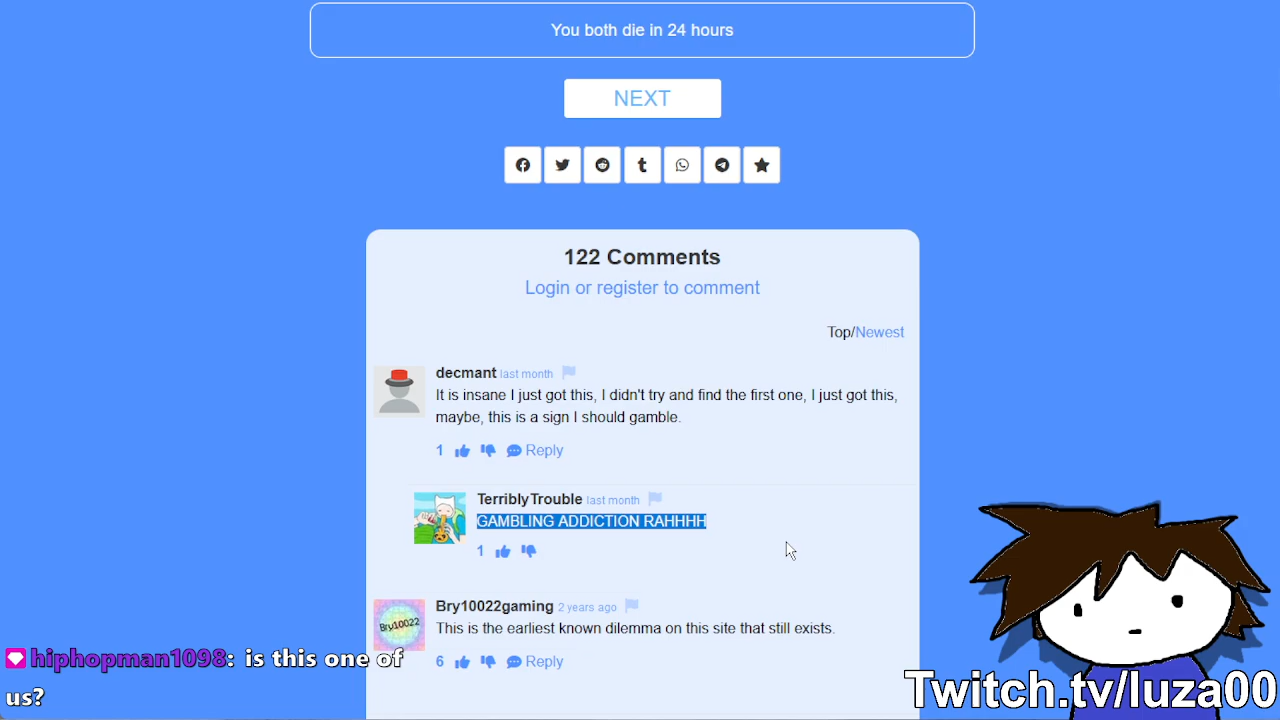 You both die in 24 hours
NEXT
122 Comments
Login or register to comment
Top/Newest
decmant last month
It is insane I just got this, I didn't try and find the first one, I just got this,
maybe, this is a sign I should gamble.
1 Reply
TerriblyTrouble last month
GAMBLING ADDICTION RAHHHH
1
Bry10022gaming 2 years ago
Bry10022
This is the earliest known dilemma on this site that still exists.
6 Reply
hiphopman1098: is this one of
us?
Twitch.tv/luza00